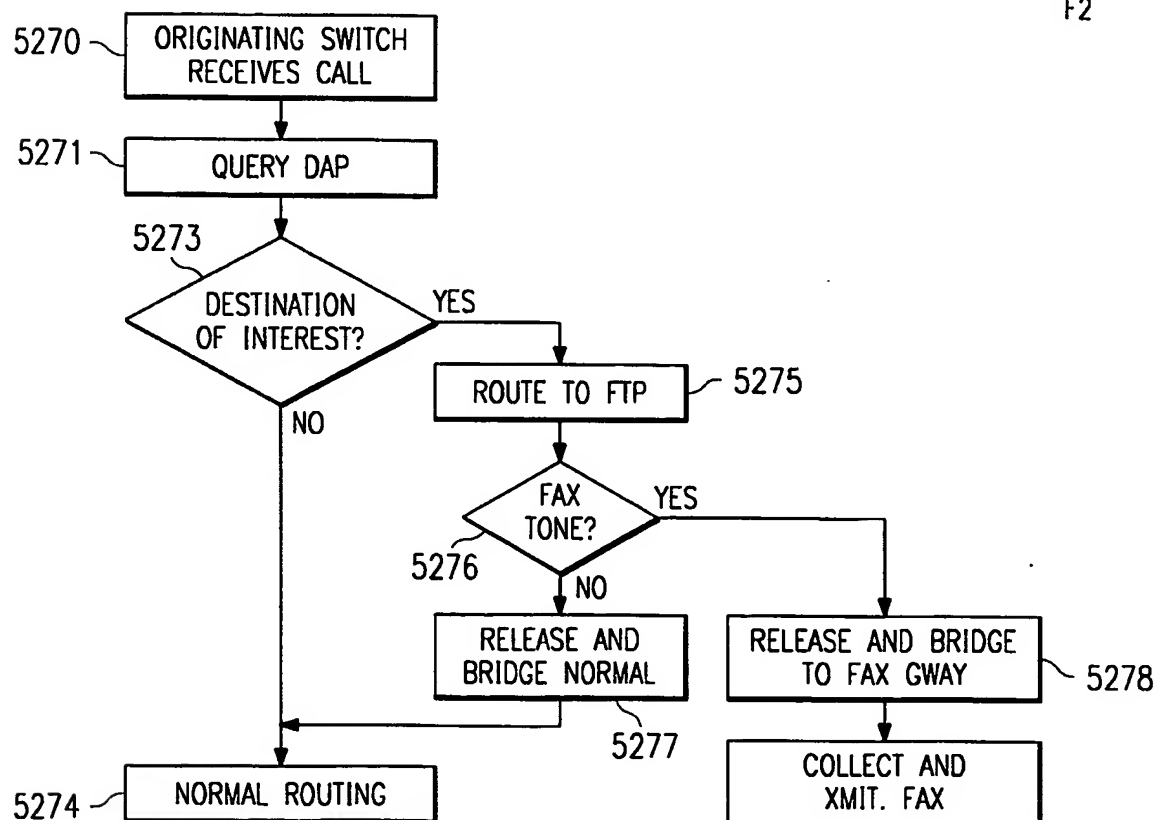 F2
5270
ORIGINATING SWITCH
RECEIVES CALL
5271
QUERY DAP
5273
DESTINATION
OF INTEREST?
YES
NO
ROUTE TO FTP
5275
FAX
TONE?
YES
5276
NO
RELEASE AND
BRIDGE NORMAL
5277
RELEASE AND BRIDGE
TO FAX GWAY
5278
5274
NORMAL ROUTING
COLLECT AND
XMIT. FAX